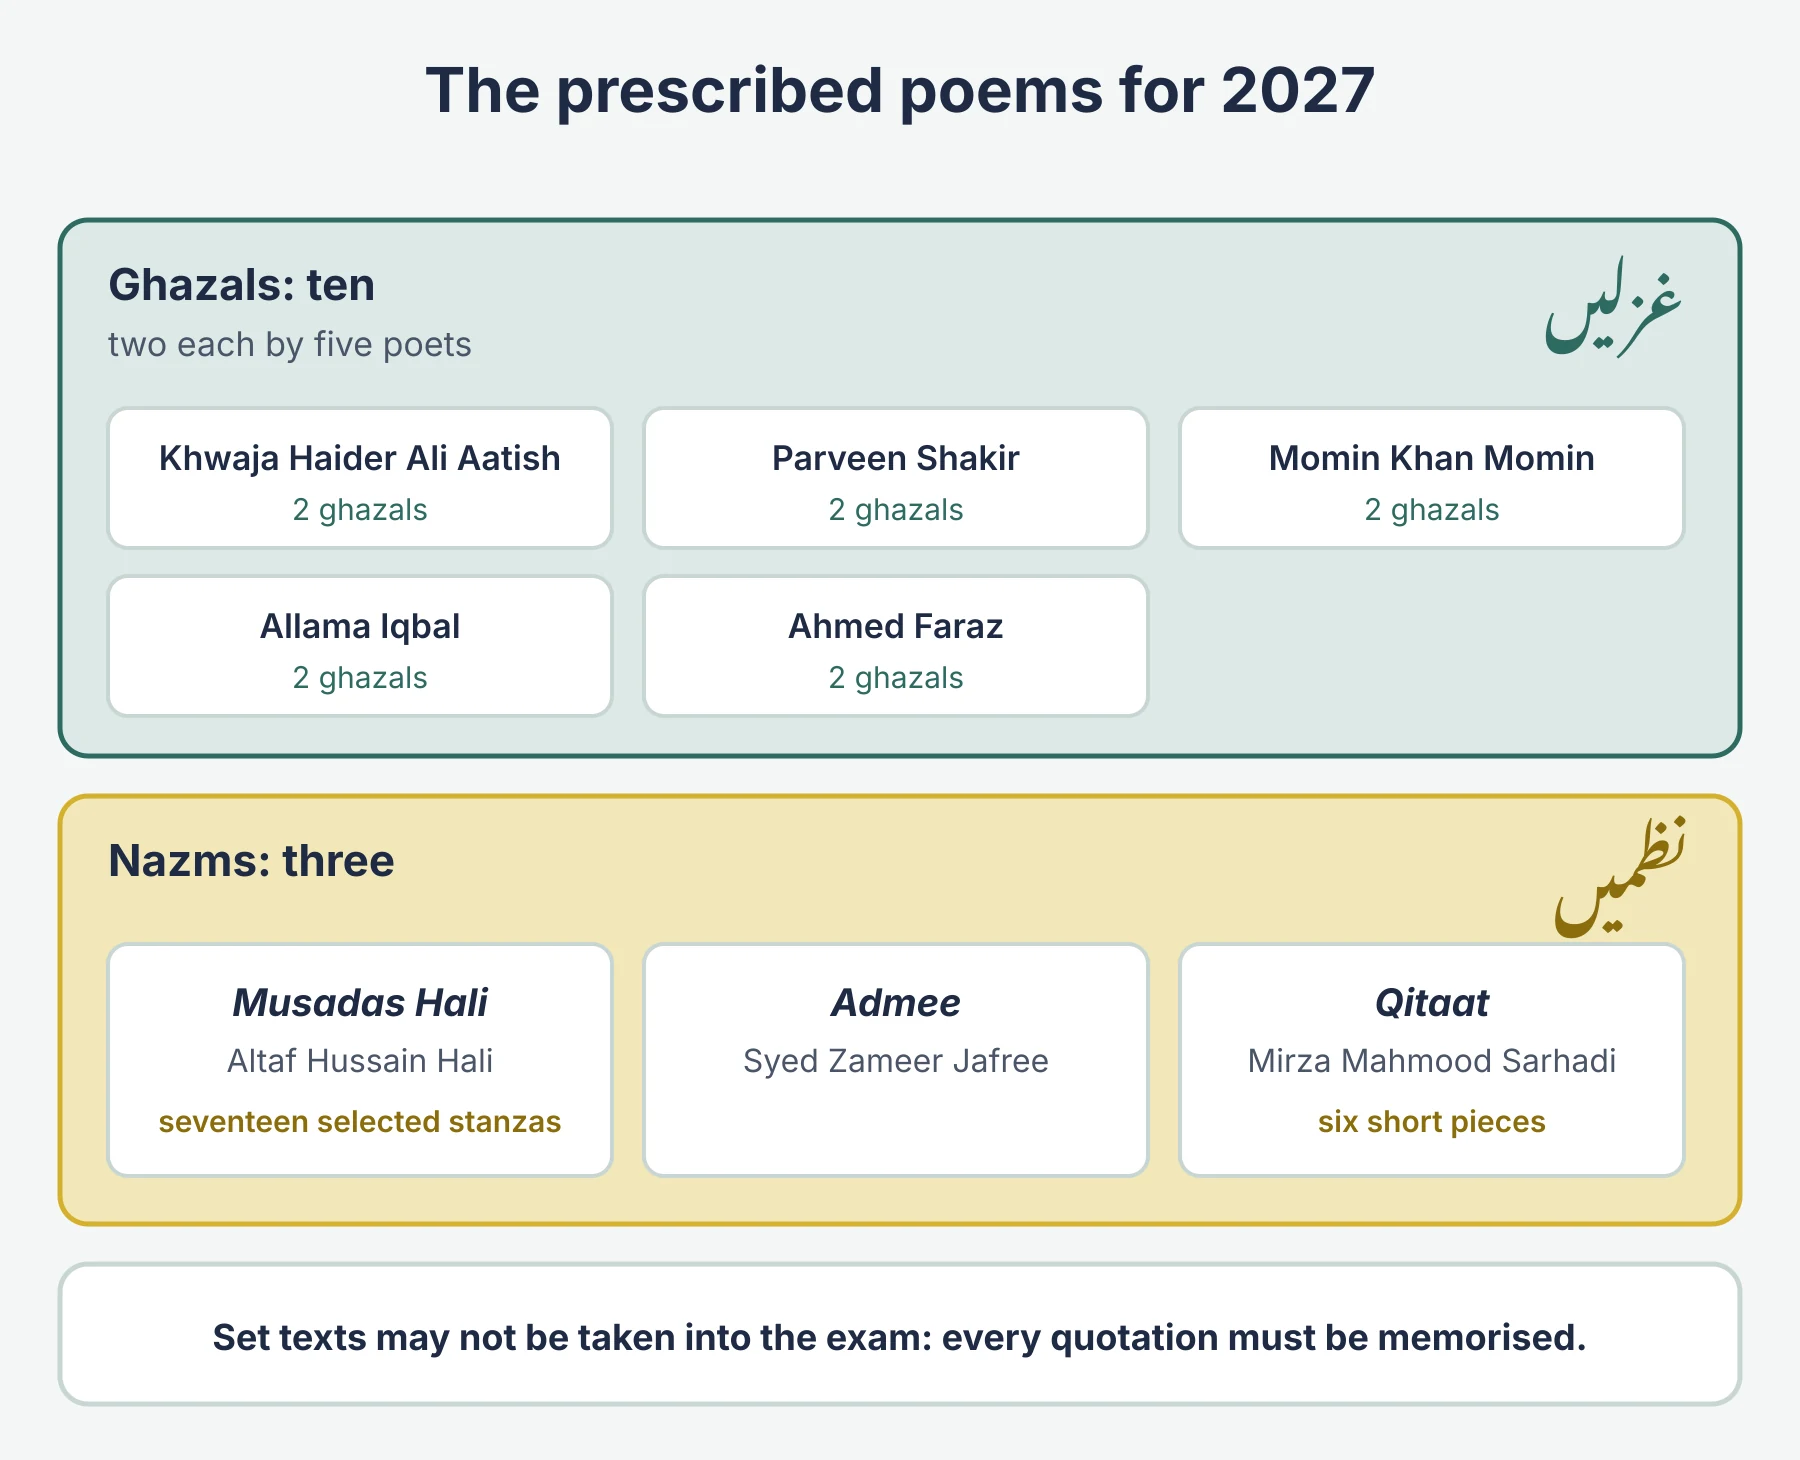 The prescribed poems for 2027
Ghazals: ten
غزلیں
two each by five poets
Khwaja Haider Ali Aatish
2 ghazals
Parveen Shakir
2 ghazals
Momin Khan Momin
2 ghazals
Allama Iqbal
2 ghazals
Ahmed Faraz
2 ghazals
Nazms: three
نظمیں
Musadas Hali
Altaf Hussain Hali
seventeen selected stanzas
Admee
Syed Zameer Jafree
Qitaat
Mirza Mahmood Sarhadi
six short pieces
Set texts may not be taken into the exam: every quotation must be memorised.